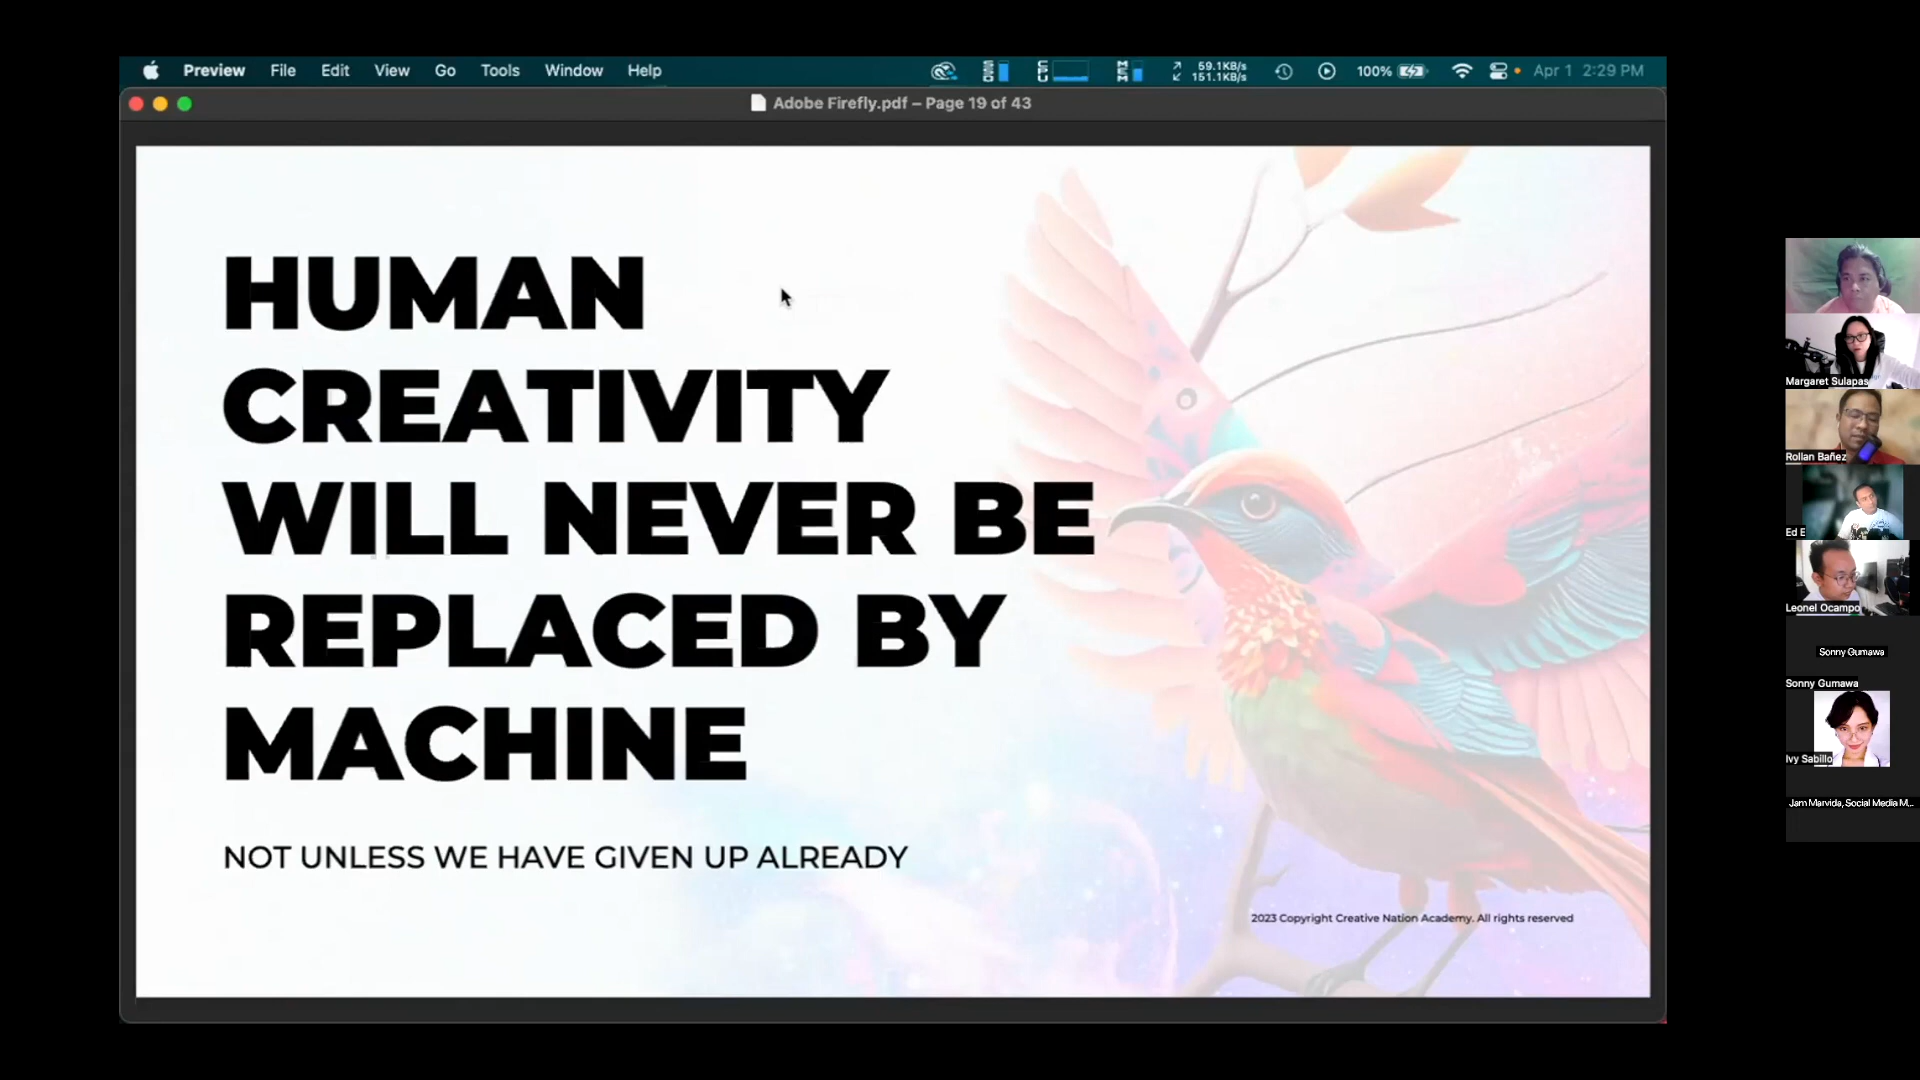 Preview File Edit View Go Tools Window Help
59.1KB/s
151.1KB/s
100%
Apr 1 2:29 PM
Adobe Firefly.pdf – Page 19 of 43
HUMAN
CREATIVITY
WILL NEVER BE
REPLACED BY
MACHINE
NOT UNLESS WE HAVE GIVEN UP ALREADY
2023 Copyright Creative Nation Academy. All rights reserved
Margaret Sulapas
Rollan Bañez
Ed E
Leonel Ocampo
Sonny Gumawa
Sonny Gumawa
Ivy Sabillo
Jam Marvida, Social Media M...